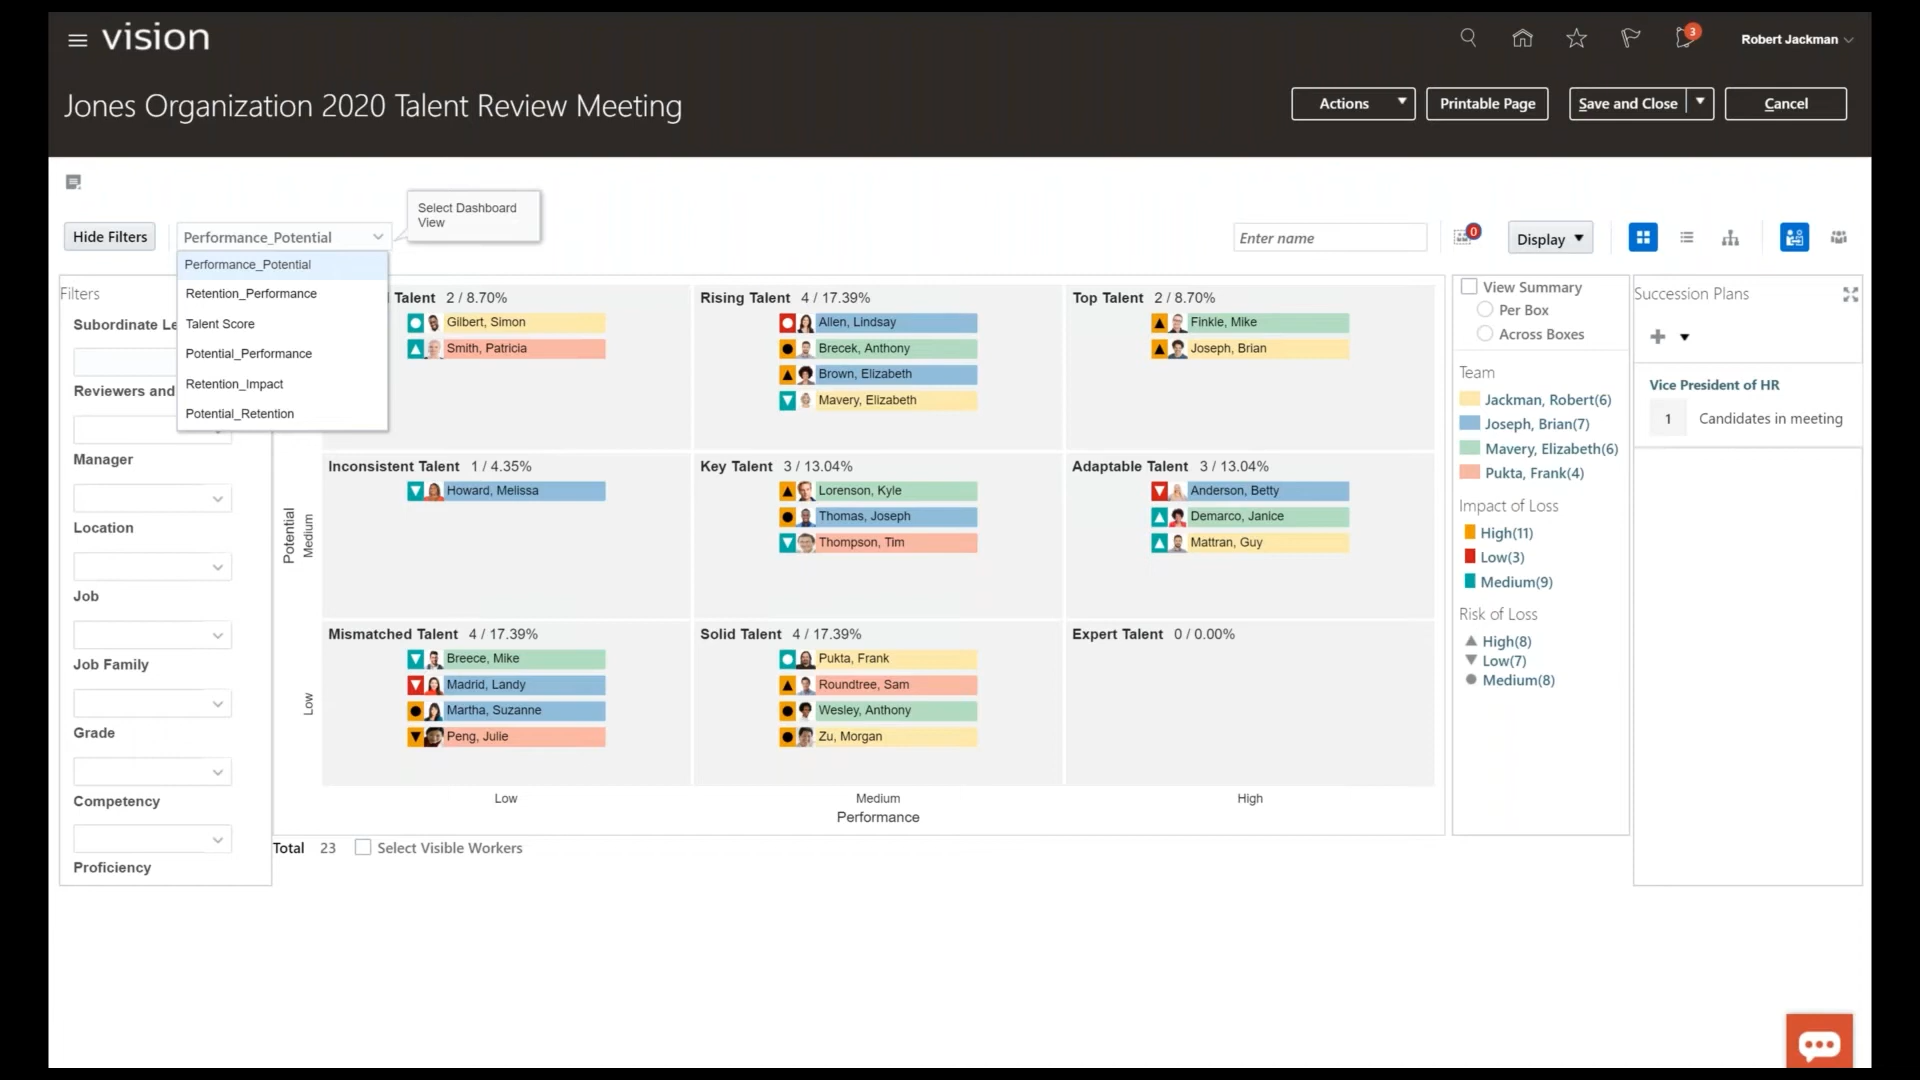 vision
3
Robert Jackman
Jones Organization 2020 Talent Review Meeting
Actions
Printable Page
Save and Close
Cancel
Hide Filters
Performance_Potential
Select Dashboard
View
Enter name
0
Display
Performance_Potential
Retention_Performance
Talent Score
Potential_Performance
Retention_Impact
Potential_Retention
Filters
Subordinate Le
Reviewers and
Manager
Location
Job
Job Family
Grade
Competency
Proficiency
Talent 2 / 8.70%
Gilbert, Simon
Smith, Patricia
Rising Talent 4 / 17.39%
Allen, Lindsay
Brecek, Anthony
Brown, Elizabeth
Mavery, Elizabeth
Top Talent 2 / 8.70%
Finkle, Mike
Joseph, Brian
Potential
Medium
Inconsistent Talent 1 / 4.35%
Howard, Melissa
Key Talent 3 / 13.04%
Lorenson, Kyle
Thomas, Joseph
Thompson, Tim
Adaptable Talent 3 / 13.04%
Anderson, Betty
Demarco, Janice
Mattran, Guy
Low
Mismatched Talent 4 / 17.39%
Breece, Mike
Madrid, Landy
Martha, Suzanne
Peng, Julie
Solid Talent 4 / 17.39%
Pukta, Frank
Roundtree, Sam
Wesley, Anthony
Zu, Morgan
Expert Talent 0 / 0.00%
Low
Medium
High
Performance
Total 23
Select Visible Workers
View Summary
Per Box
Across Boxes
Team
Jackman, Robert(6)
Joseph, Brian(7)
Mavery, Elizabeth(6)
Pukta, Frank(4)
Impact of Loss
High(11)
Low(3)
Medium(9)
Risk of Loss
High(8)
Low(7)
Medium(8)
Succession Plans
Vice President of HR
1 Candidates in meeting